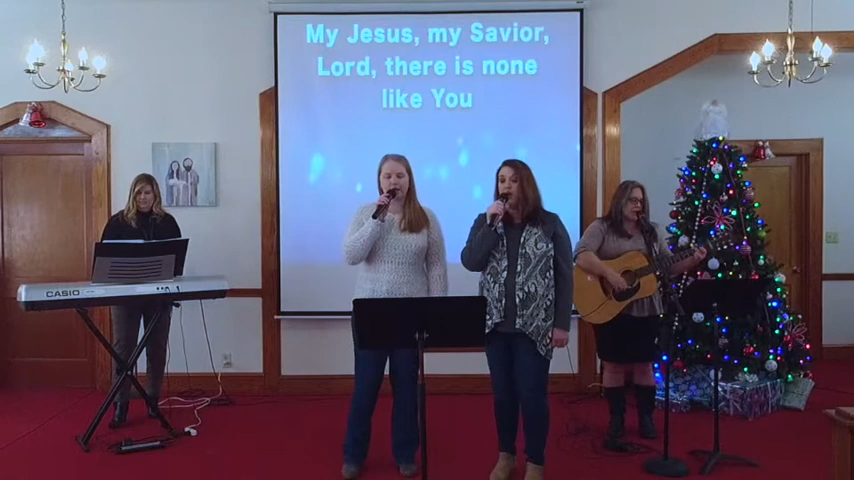 My Jesus, my Savior,
Lord, there is none
like You
CASIO